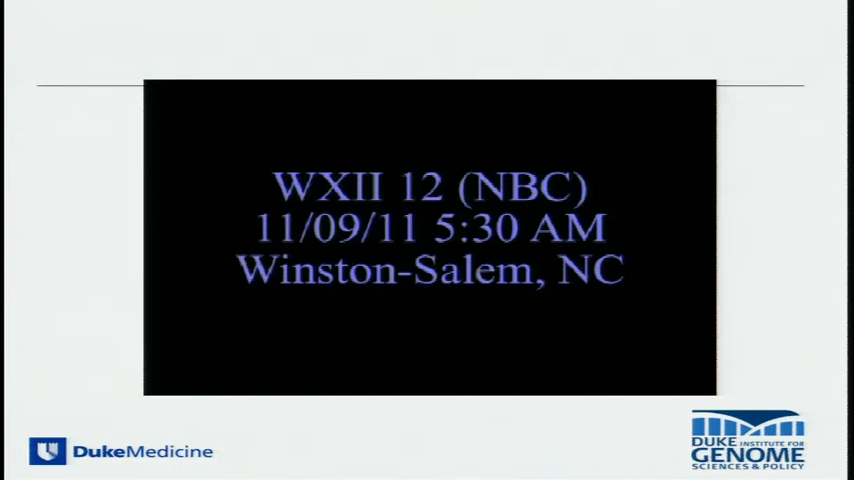 WXII 12 (NBC)
11/09/11 5:30 AM
Winston-Salem, NC
DukeMedicine
DUKE INSTITUTE FOR
GENOME
SCIENCES & POLICY